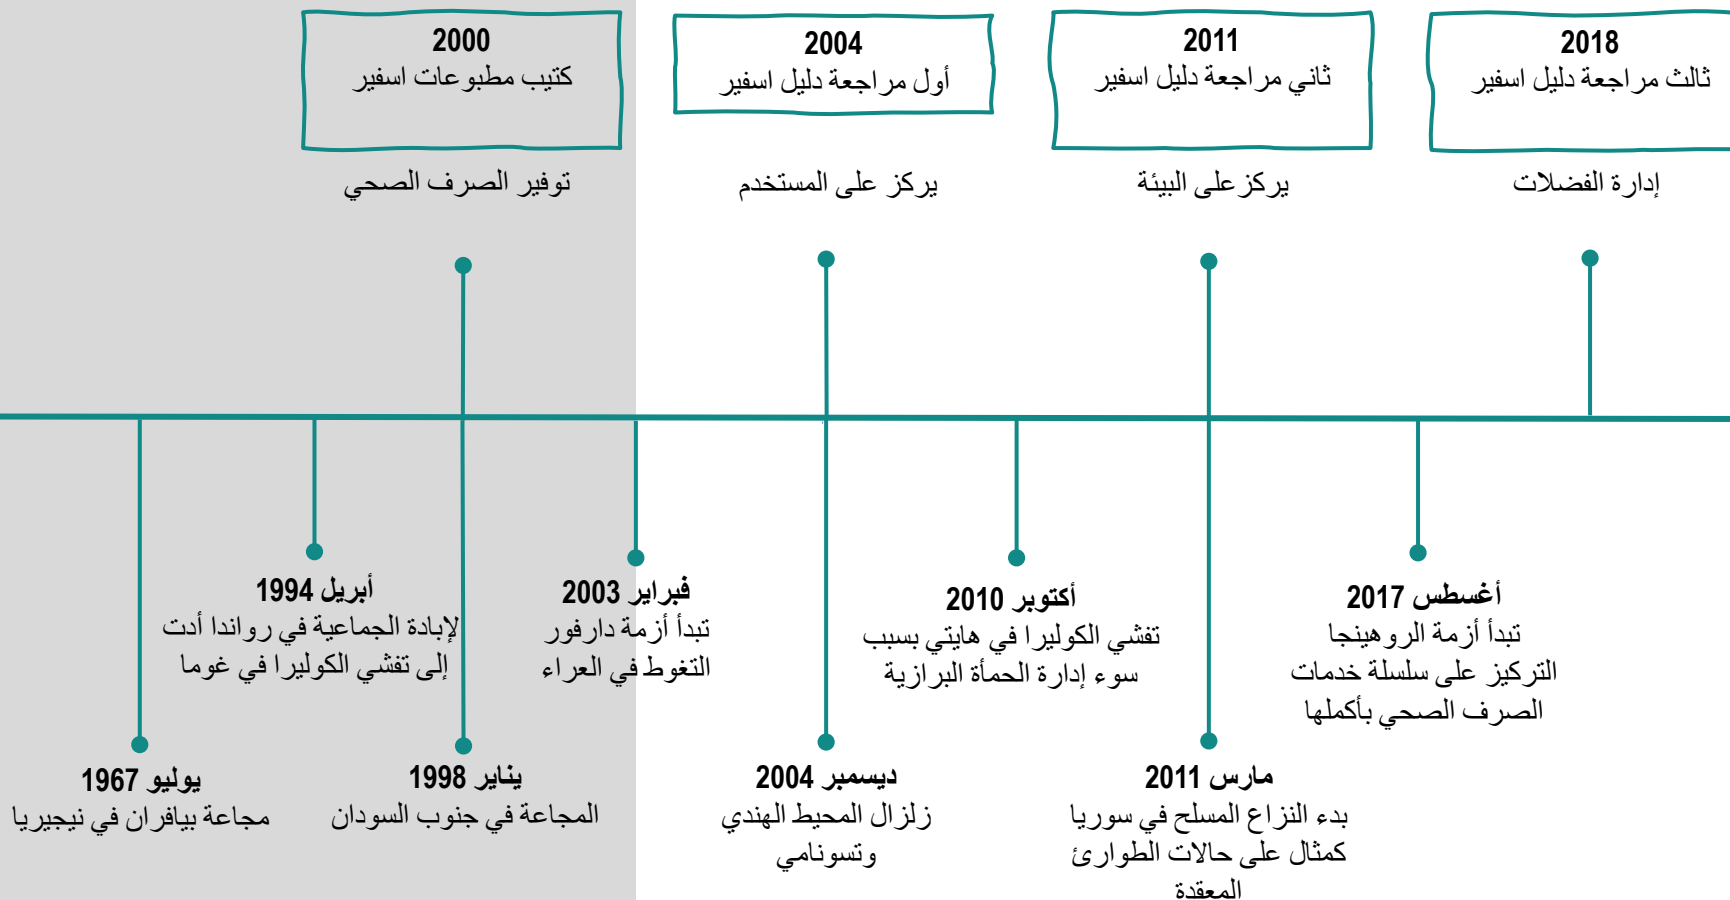 2000
كتيب مطبوعات اسفير
توفير الصرف الصحي
2004
أول مراجعة دليل اسفير
يركز على المستخدم
2011
ثاني مراجعة دليل اسفير
يركزعلى البيئة
2018
ثالث مراجعة دليل اسفير
إدارة الفضلات
يوليو 1967
مجاعة بيافران في نيجيريا
أبريل 1994
لإبادة الجماعية في رواندا أدت
إلى تفشي الكوليرا في غوما
يناير 1998
المجاعة في جنوب السودان
فبراير 2003
تبدأ أزمة دارفور
التغوط في العراء
ديسمبر 2004
زلزال المحيط الهندي
وتسونامي
أكتوبر 2010
تفشي الكوليرا في هايتي بسبب
سوء إدارة الحمأة البرازية
مارس 2011
بدء النزاع المسلح في سوريا
كمثال على حالات الطوارئ
المعقدة
أغسطس 2017
تبدأ أزمة الروهينجا
التركيز على سلسلة خدمات
الصرف الصحي بأكملها